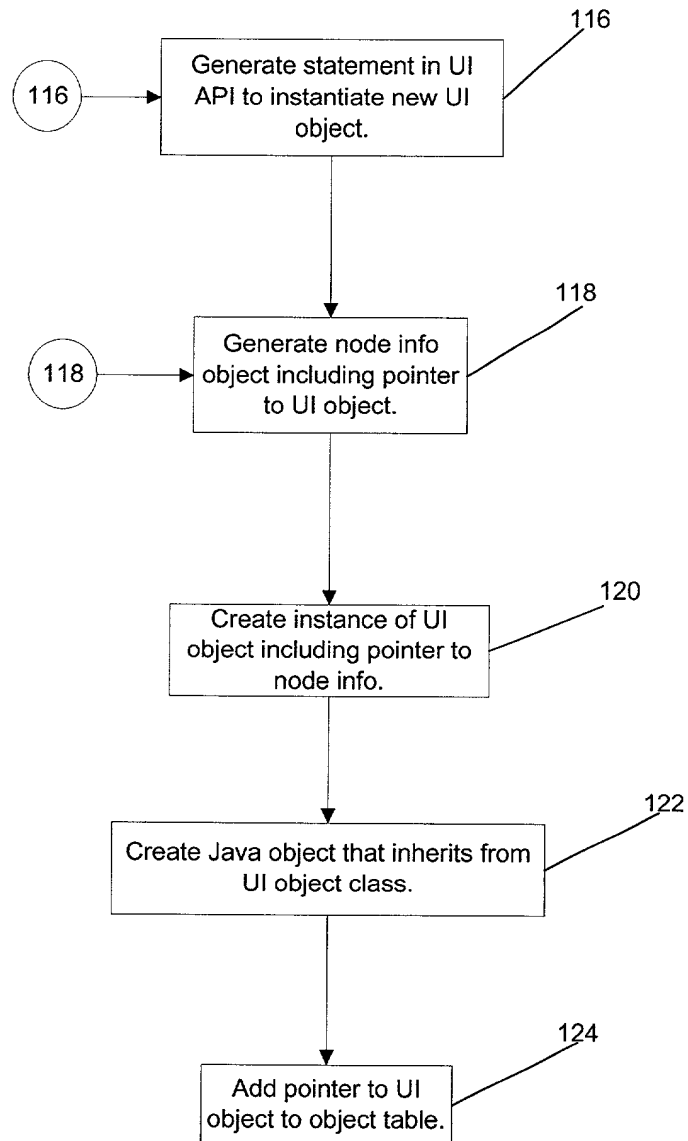 116
Generate statement in UI
API to instantiate new UI
object.
116
118
Generate node info
object including pointer
to UI object.
118
120
Create instance of UI
object including pointer to
node info.
122
Create Java object that inherits from
UI object class.
124
Add pointer to UI
object to object table.